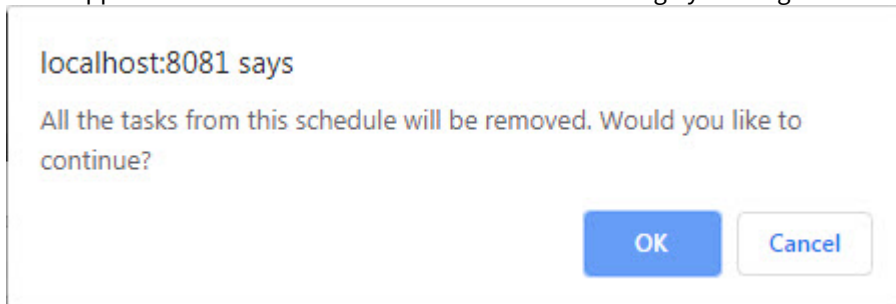 localhost:8081 says
All the tasks from this schedule will be removed. Would you like to
continue?
OK
Cancel